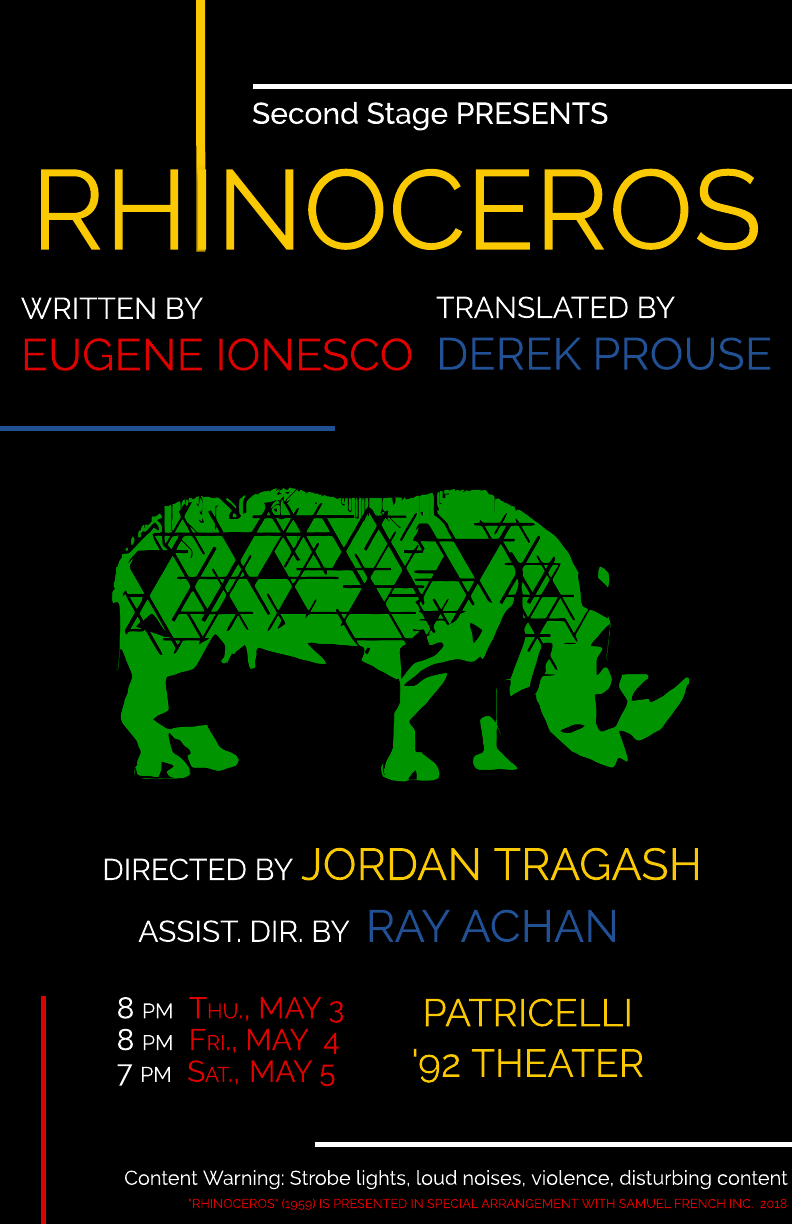 Second Stage PRESENTS
RHINOCEROS
WRITTEN BY
EUGENE IONESCO
TRANSLATED BY
DEREK PROUSE
DIRECTED BY JORDAN TRAGASH
ASSIST. DIR. BY RAY ACHAN
8 PM THU., MAY 3
8 PM FRI., MAY 4
7 PM SAT., MAY 5
PATRICELLI
'92 THEATER
Content Warning: Strobe lights, loud noises, violence, disturbing content
"RHINOCEROS" (1959) IS PRESENTED IN SPECIAL ARRANGEMENT WITH SAMUEL FRENCH INC. 2018